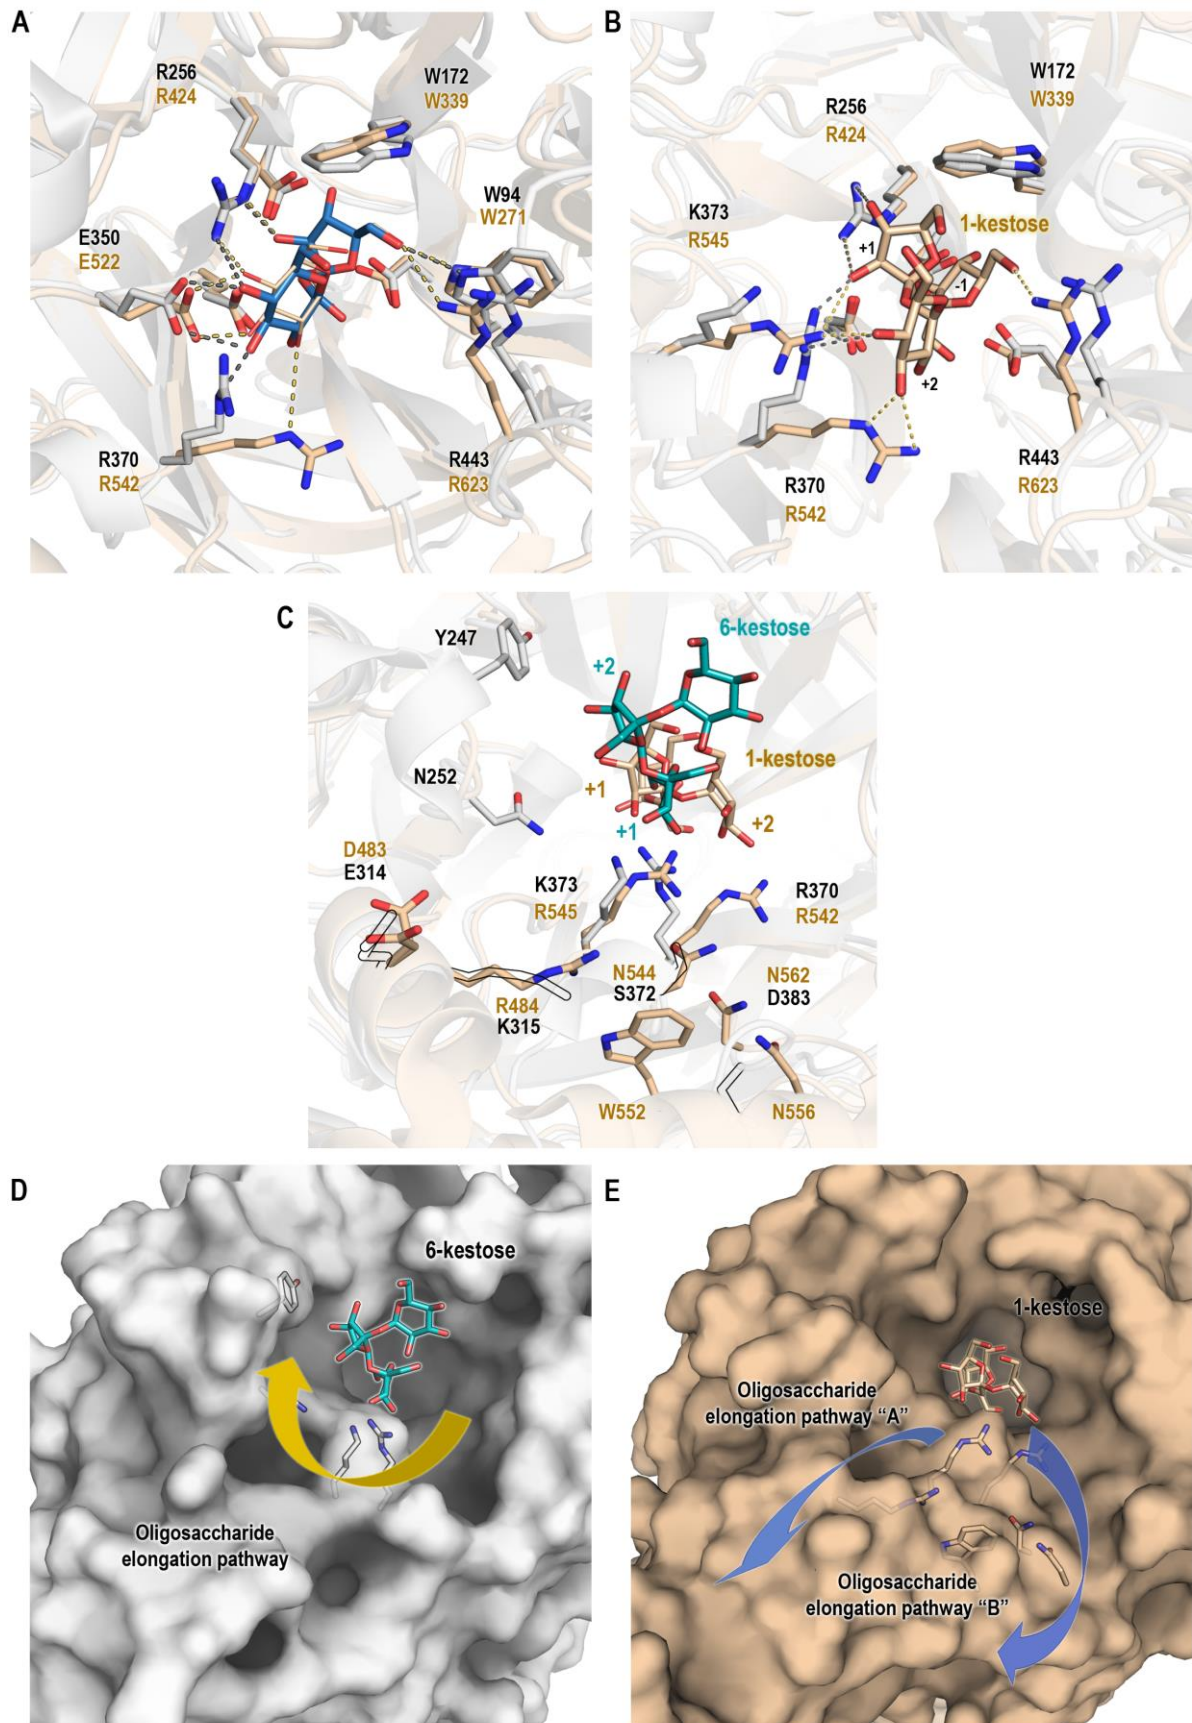 A
R256
R424
W172
W339
W94
W271
E350
E522
R370
R542
R443
R623
B
W172
W339
R256
R424
K373
R545
1-kestose
+1
-1
+2
R370
R542
R443
R623
C
Y247
6-kestose
+2
N252
1-kestose
+1
+1
+2
D483
E314
K373
R545
R370
R542
N544
S372
N562
D383
R484
K315
W552
N556
D
6-kestose
Oligosaccharide
elongation pathway
E
1-kestose
Oligosaccharide
elongation pathway “A”
Oligosaccharide
elongation pathway “B”